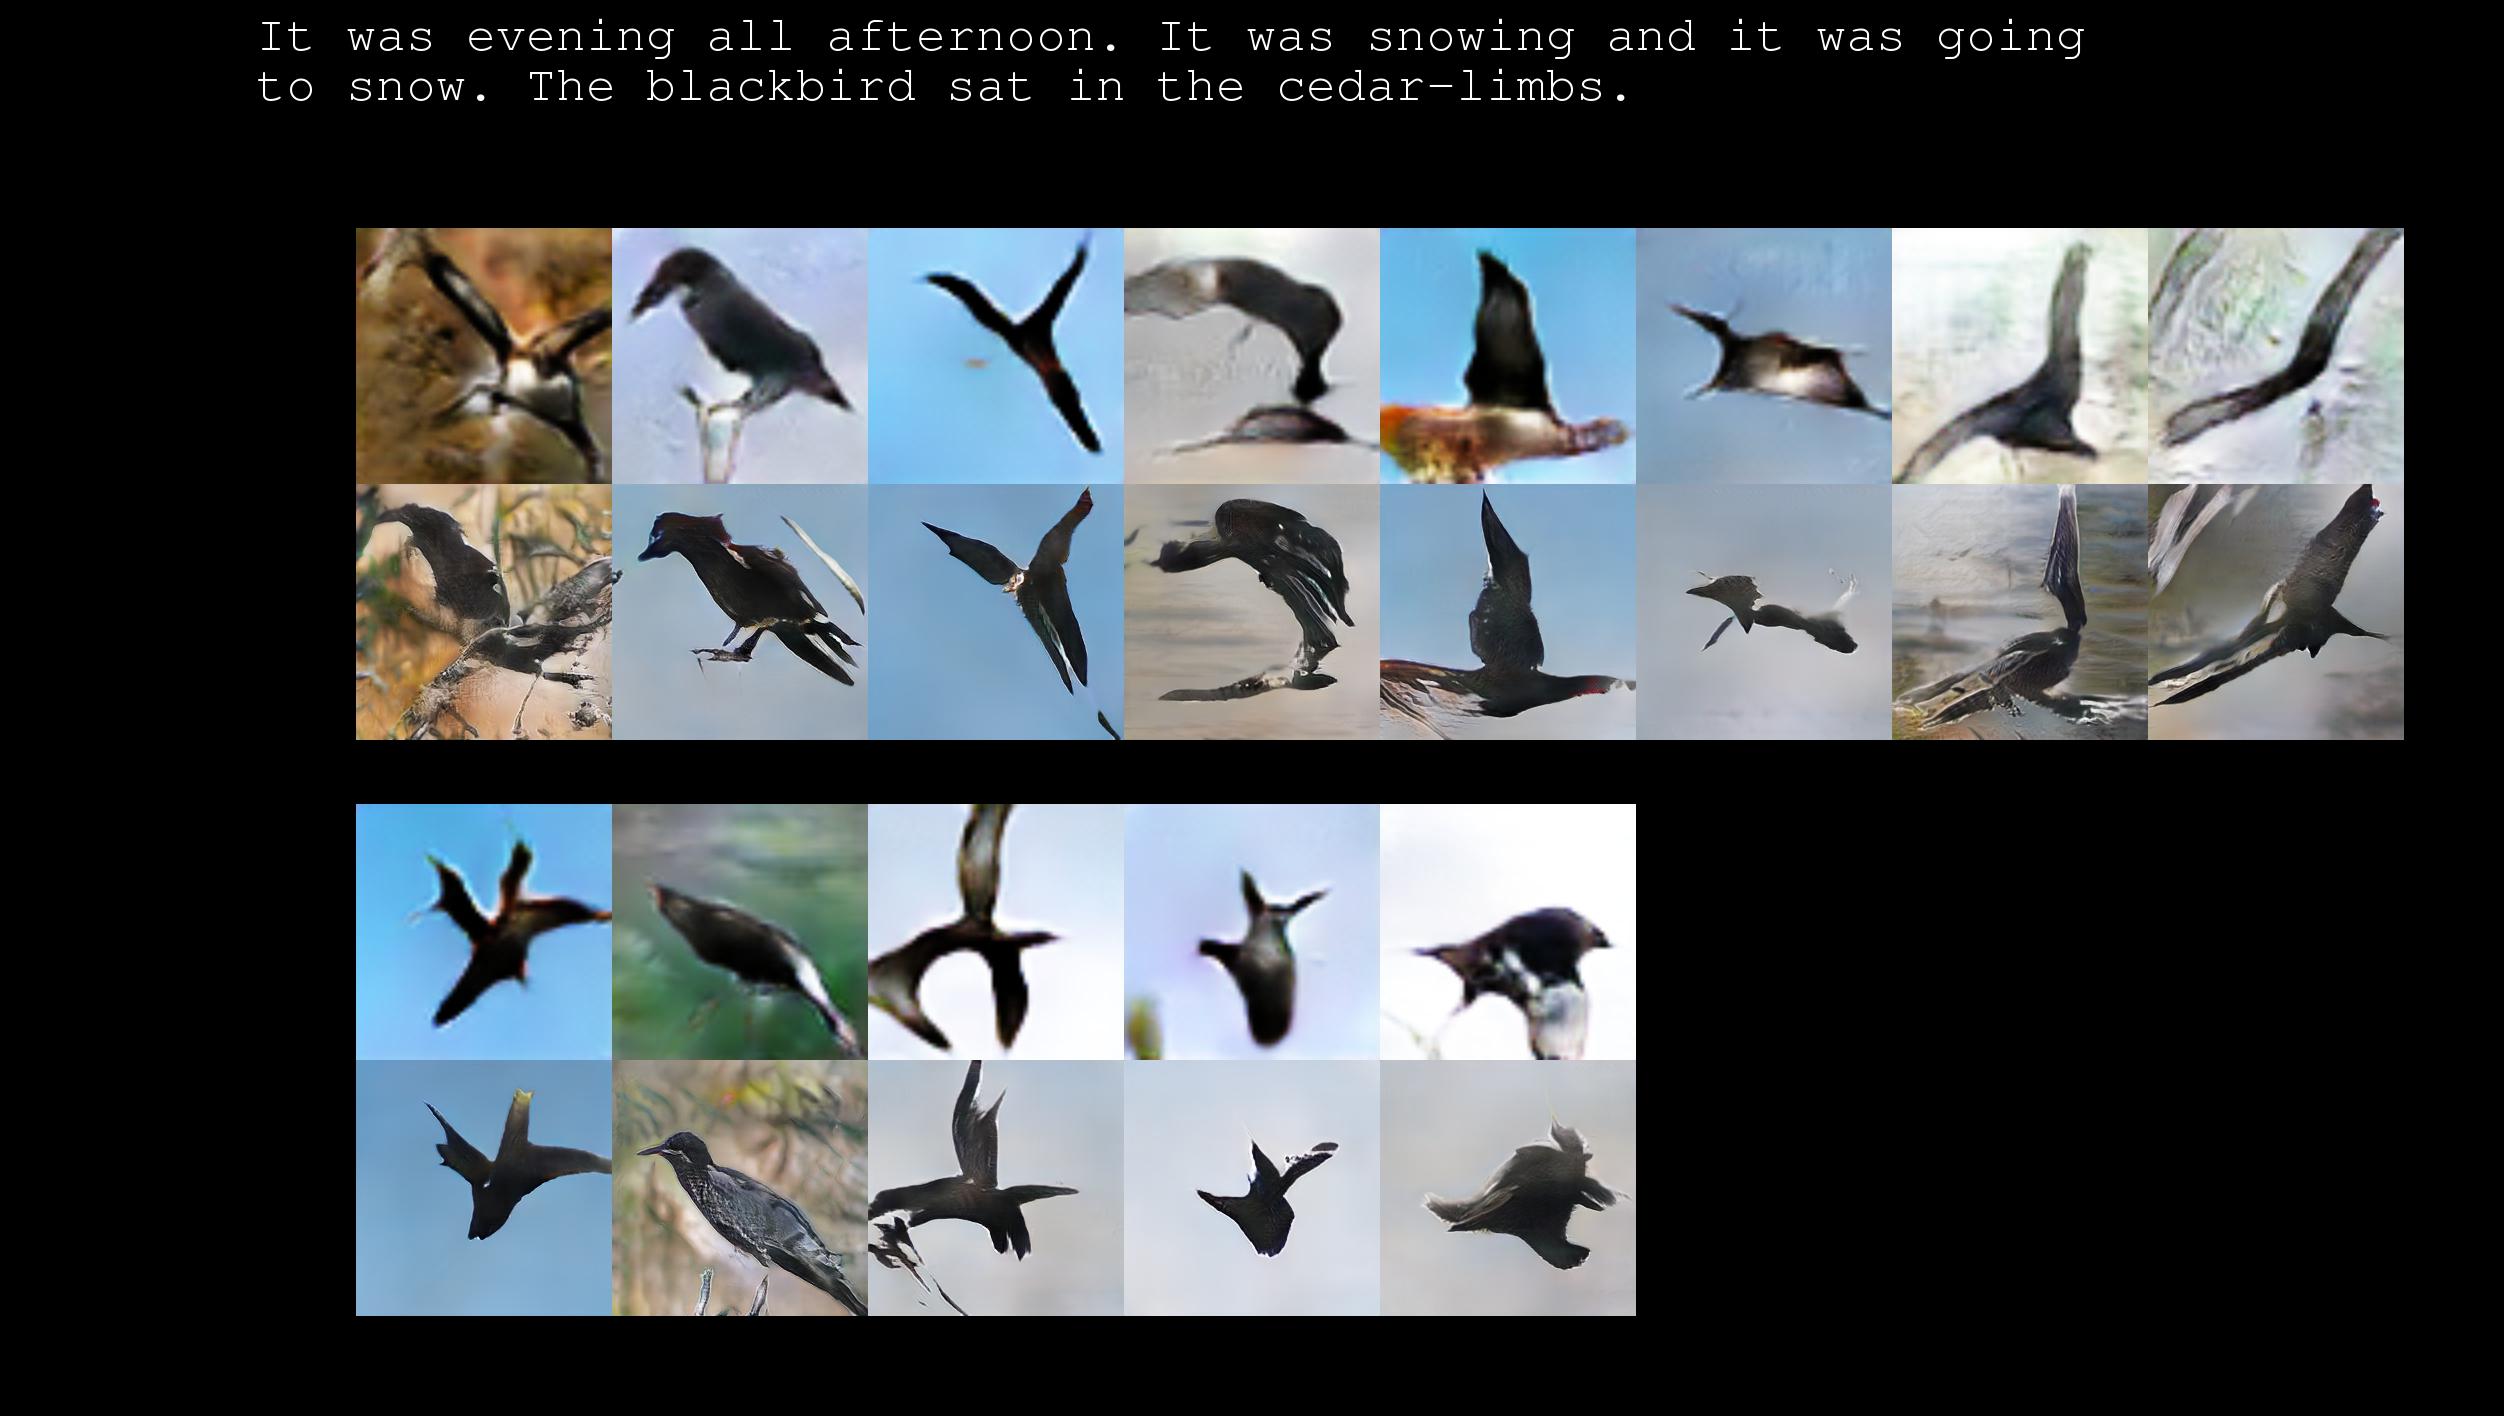 It was evening all afternoon. It was snowing and it was going
to snow. The blackbird sat in the cedar-limbs.